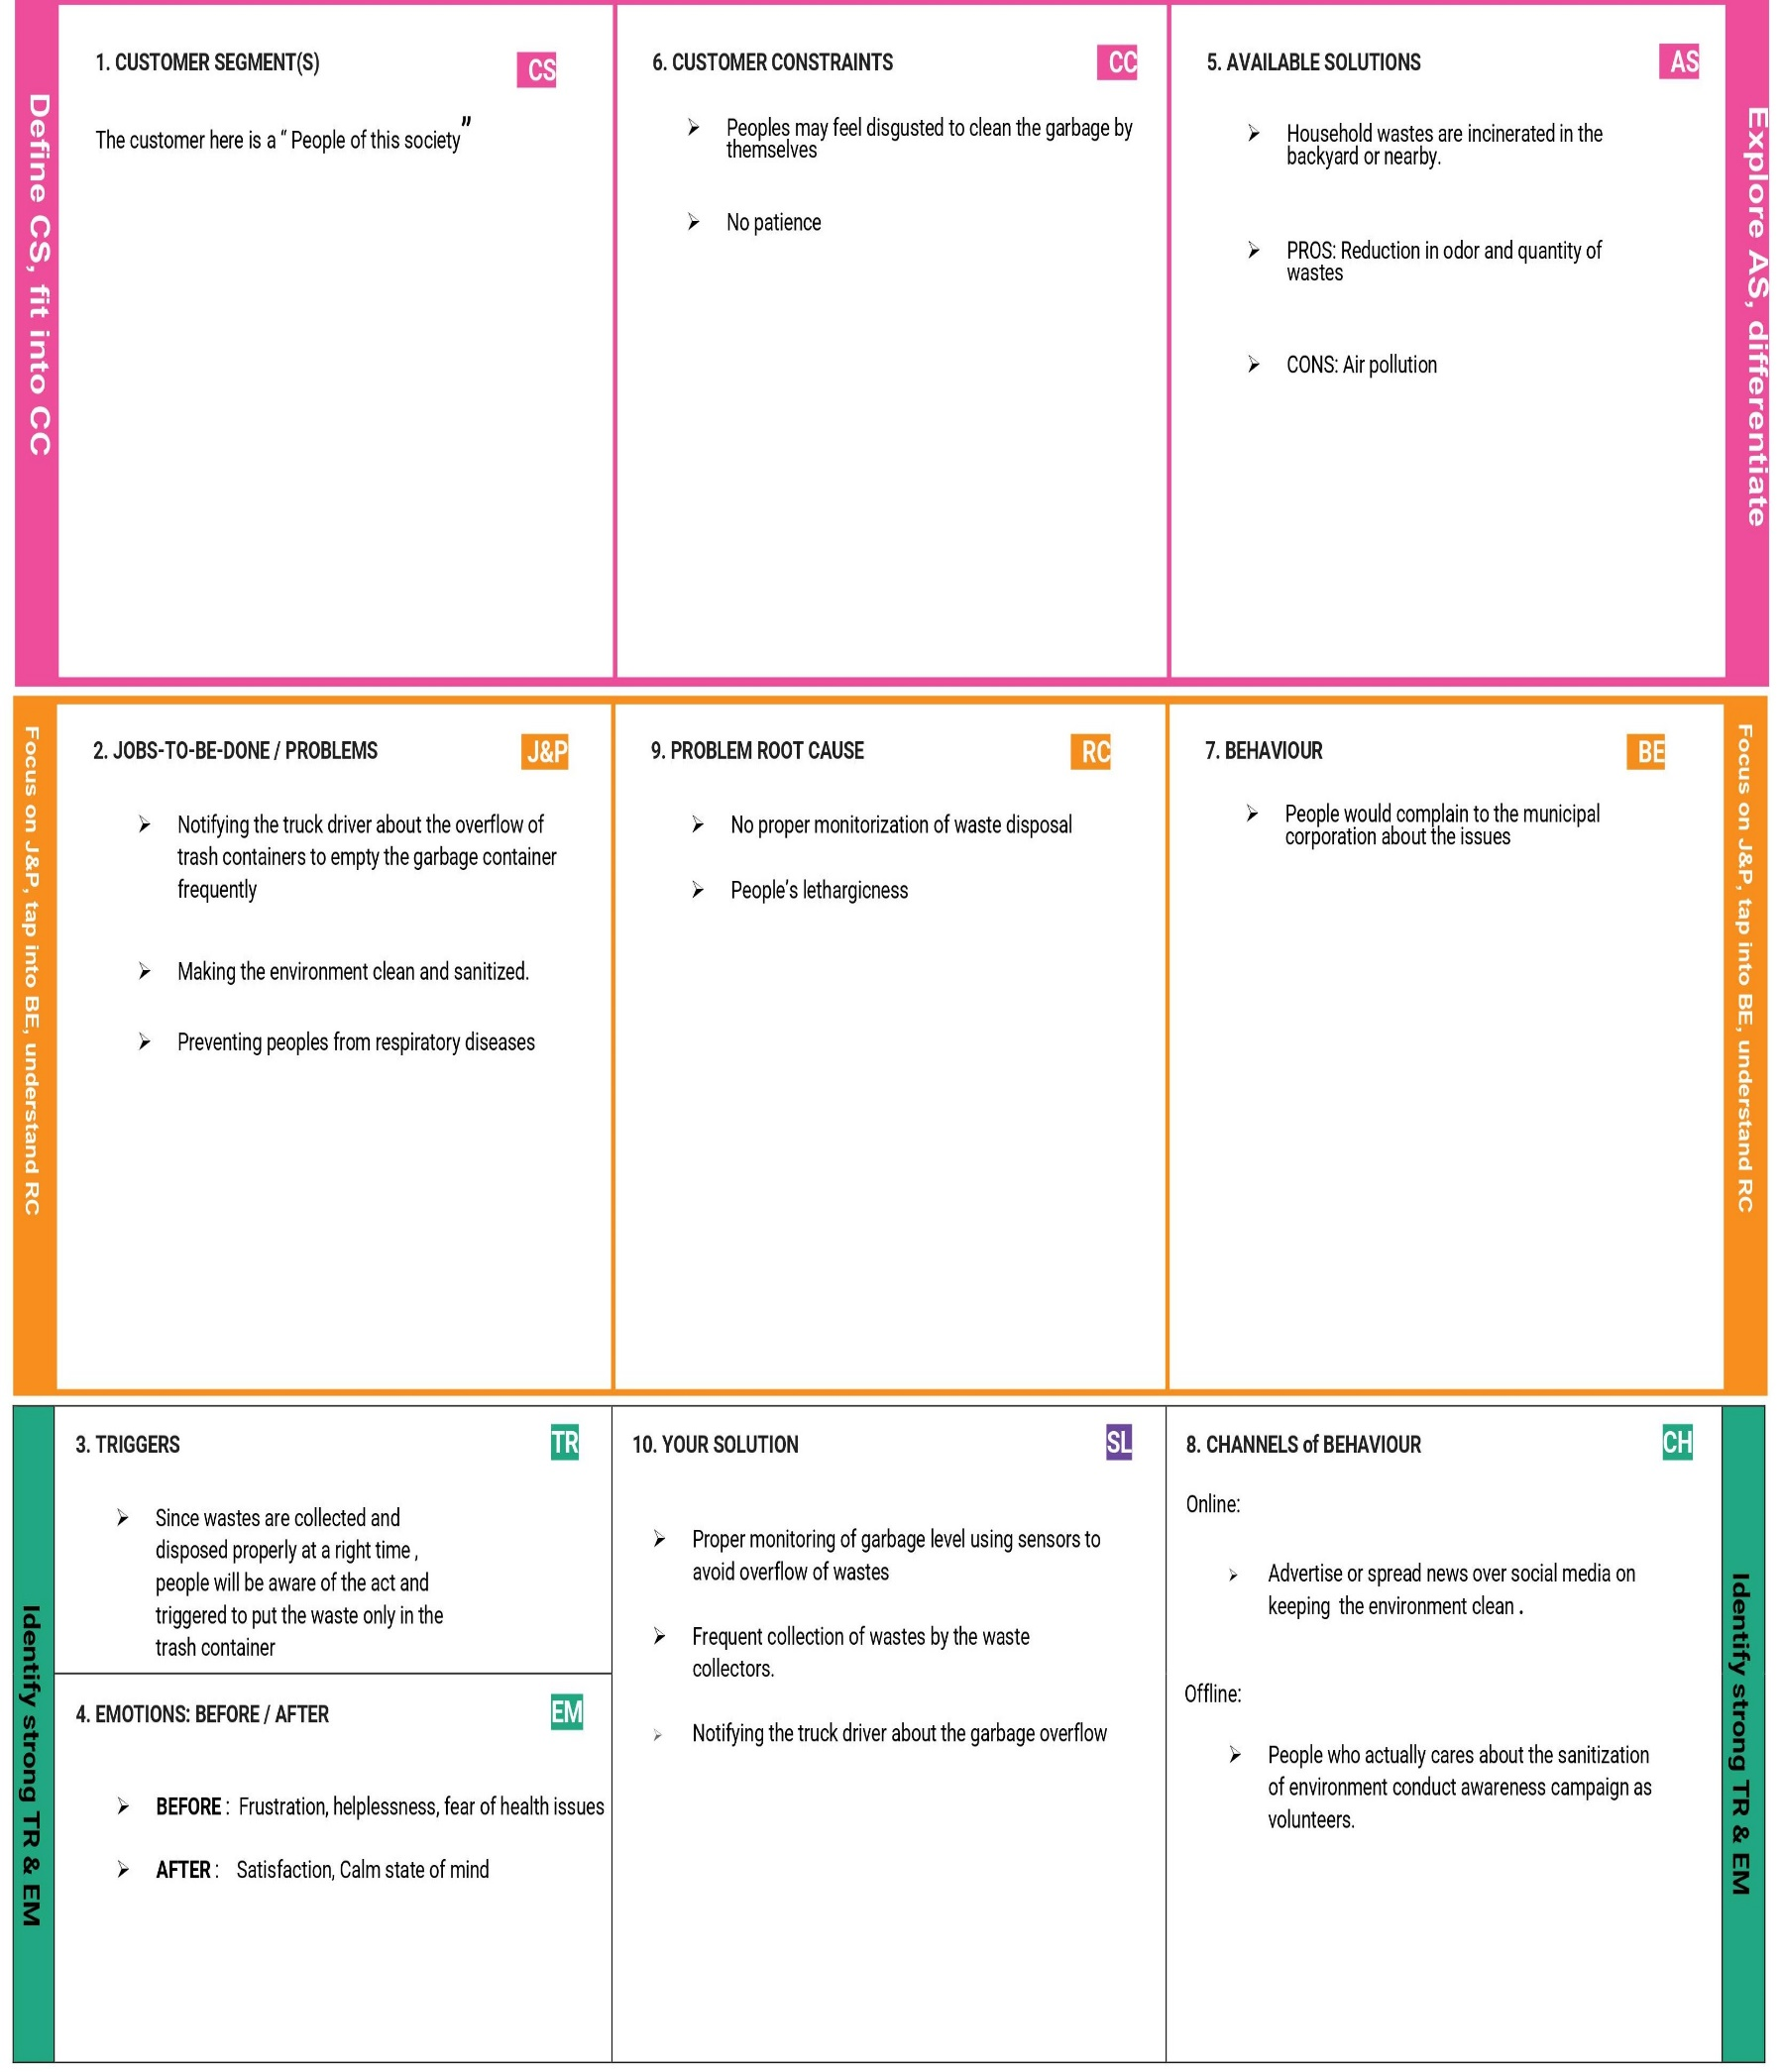 Define CS, fit into CC
1. CUSTOMER SEGMENT(S)
CS
The customer here is a “ People of this society”
6. CUSTOMER CONSTRAINTS
CC
Peoples may feel disgusted to clean the garbage by
themselves
No patience
5. AVAILABLE SOLUTIONS
AS
Household wastes are incinerated in the
backyard or nearby.
PROS: Reduction in odor and quantity of
wastes
CONS: Air pollution
Explore AS, differentiate
Focus on J&P, tap into BE, understand RC
2. JOBS-TO-BE-DONE / PROBLEMS
J&P
Notifying the truck driver about the overflow of
trash containers to empty the garbage container
frequently
Making the environment clean and sanitized.
Preventing peoples from respiratory diseases
9. PROBLEM ROOT CAUSE
RC
No proper monitorization of waste disposal
People’s lethargicness
7. BEHAVIOUR
BE
People would complain to the municipal
corporation about the issues
Focus on J&P, tap into BE, understand RC
Identify strong TR & EM
3. TRIGGERS
TR
Since wastes are collected and
disposed properly at a right time ,
people will be aware of the act and
triggered to put the waste only in the
trash container
4. EMOTIONS: BEFORE / AFTER
EM
BEFORE : Frustration, helplessness, fear of health issues
AFTER : Satisfaction, Calm state of mind
10. YOUR SOLUTION
SL
Proper monitoring of garbage level using sensors to
avoid overflow of wastes
Frequent collection of wastes by the waste
collectors.
Notifying the truck driver about the garbage overflow
8. CHANNELS of BEHAVIOUR
CH
Online:
Advertise or spread news over social media on
keeping the environment clean .
Offline:
People who actually cares about the sanitization
of environment conduct awareness campaign as
volunteers.
Identify strong TR & EM